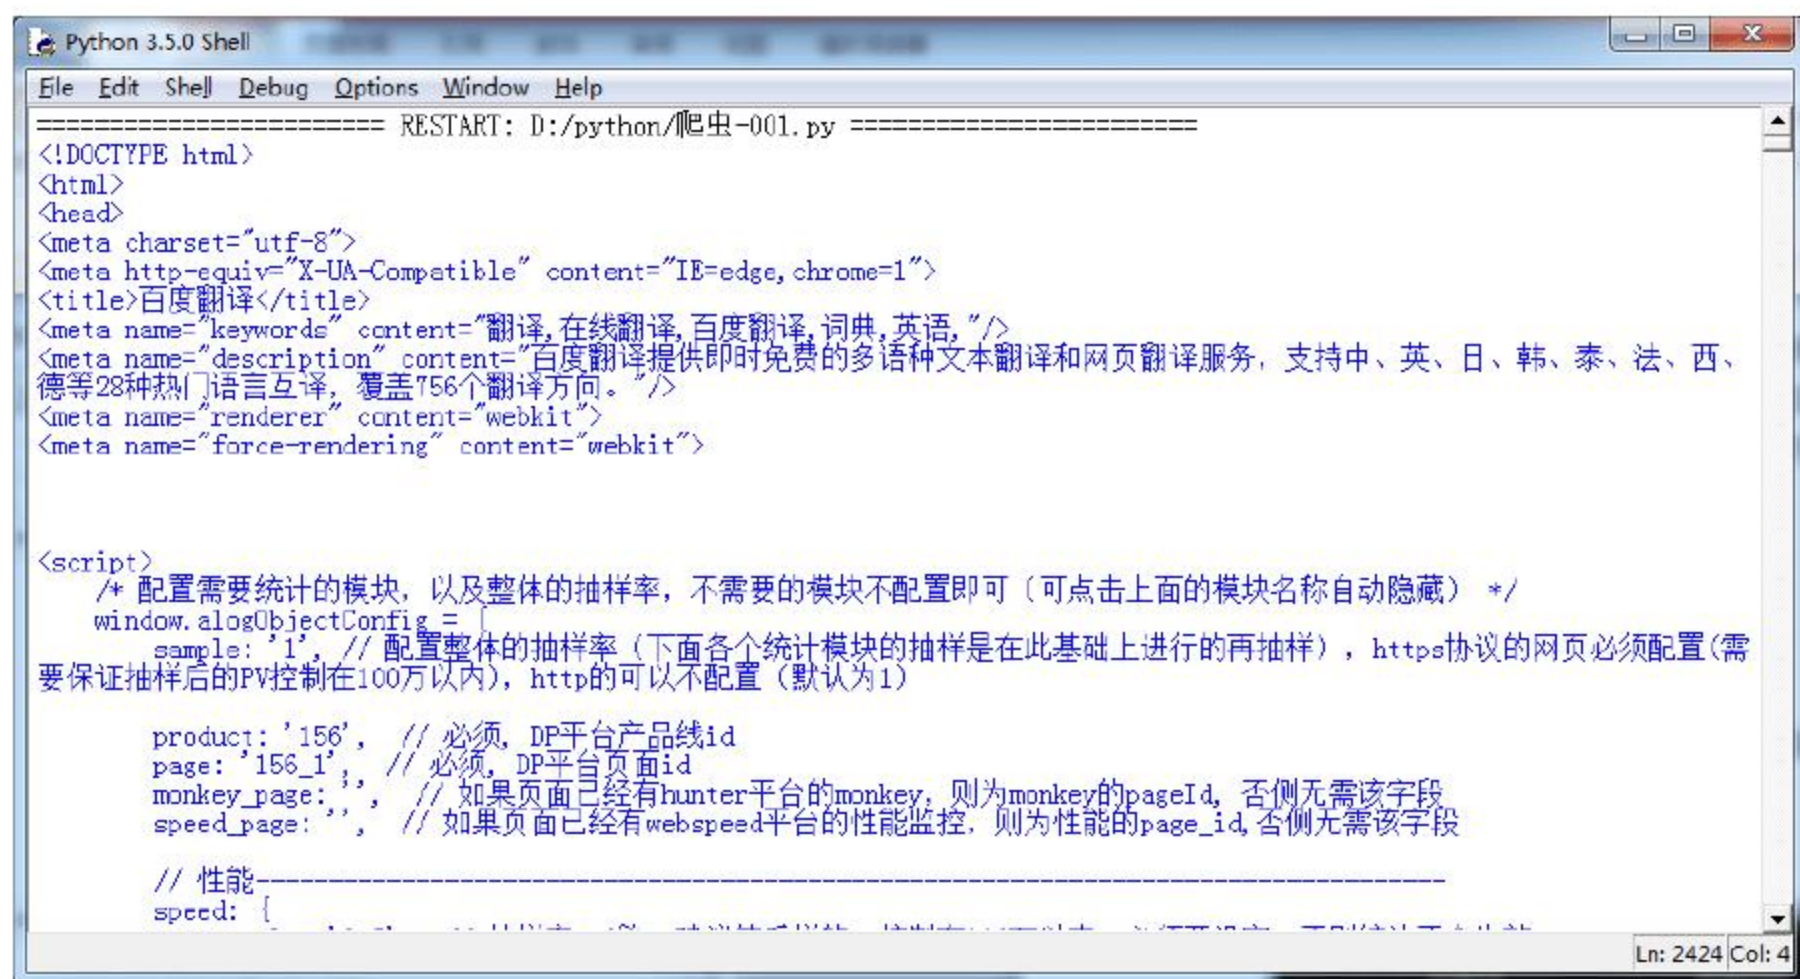 Python 3.5.0 Shell
File Edit Shell Debug Options Window Help
======================== RESTART: D:/python/爬虫-001.py ========================
<!DOCTYPE html>
<html>
<head>
<meta charset="utf-8">
<meta http-equiv="X-UA-Compatible" content="IE=edge,chrome=1">
<title>百度翻译</title>
<meta name="keywords" content="翻译,在线翻译,百度翻译,词典,英语,"/>
<meta name="description" content="百度翻译提供即时免费的多语种文本翻译和网页翻译服务，支持中、英、日、韩、泰、法、西、
德等28种热门语言互译，覆盖756个翻译方向。"/>
<meta name="renderer" content="webkit">
<meta name="force-rendering" content="webkit">
<script>
/* 配置需要统计的模块，以及整体的抽样率，不需要的模块不配置即可（可点击上面的模块名称自动隐藏） */
window.alogObjectConfig = {
sample: '1', // 配置整体的抽样率（下面各个统计模块的抽样是在此基础上进行的再抽样），https协议的网页必须配置(需
要保证抽样后的PV控制在100万以内)，http的可以不配置（默认为1）
product: '156', // 必须, DP平台产品线id
page: '156_1', // 必须, DP平台页面id
monkey_page: '', // 如果页面已经有hunter平台的monkey，则为monkey的pageId, 否侧无需该字段
speed_page: '', // 如果页面已经有webspeed平台的性能监控，则为性能的page_id,否侧无需该字段
// 性能----------------------------------------------------------------------------------
speed: {
Ln: 2424 Col: 4